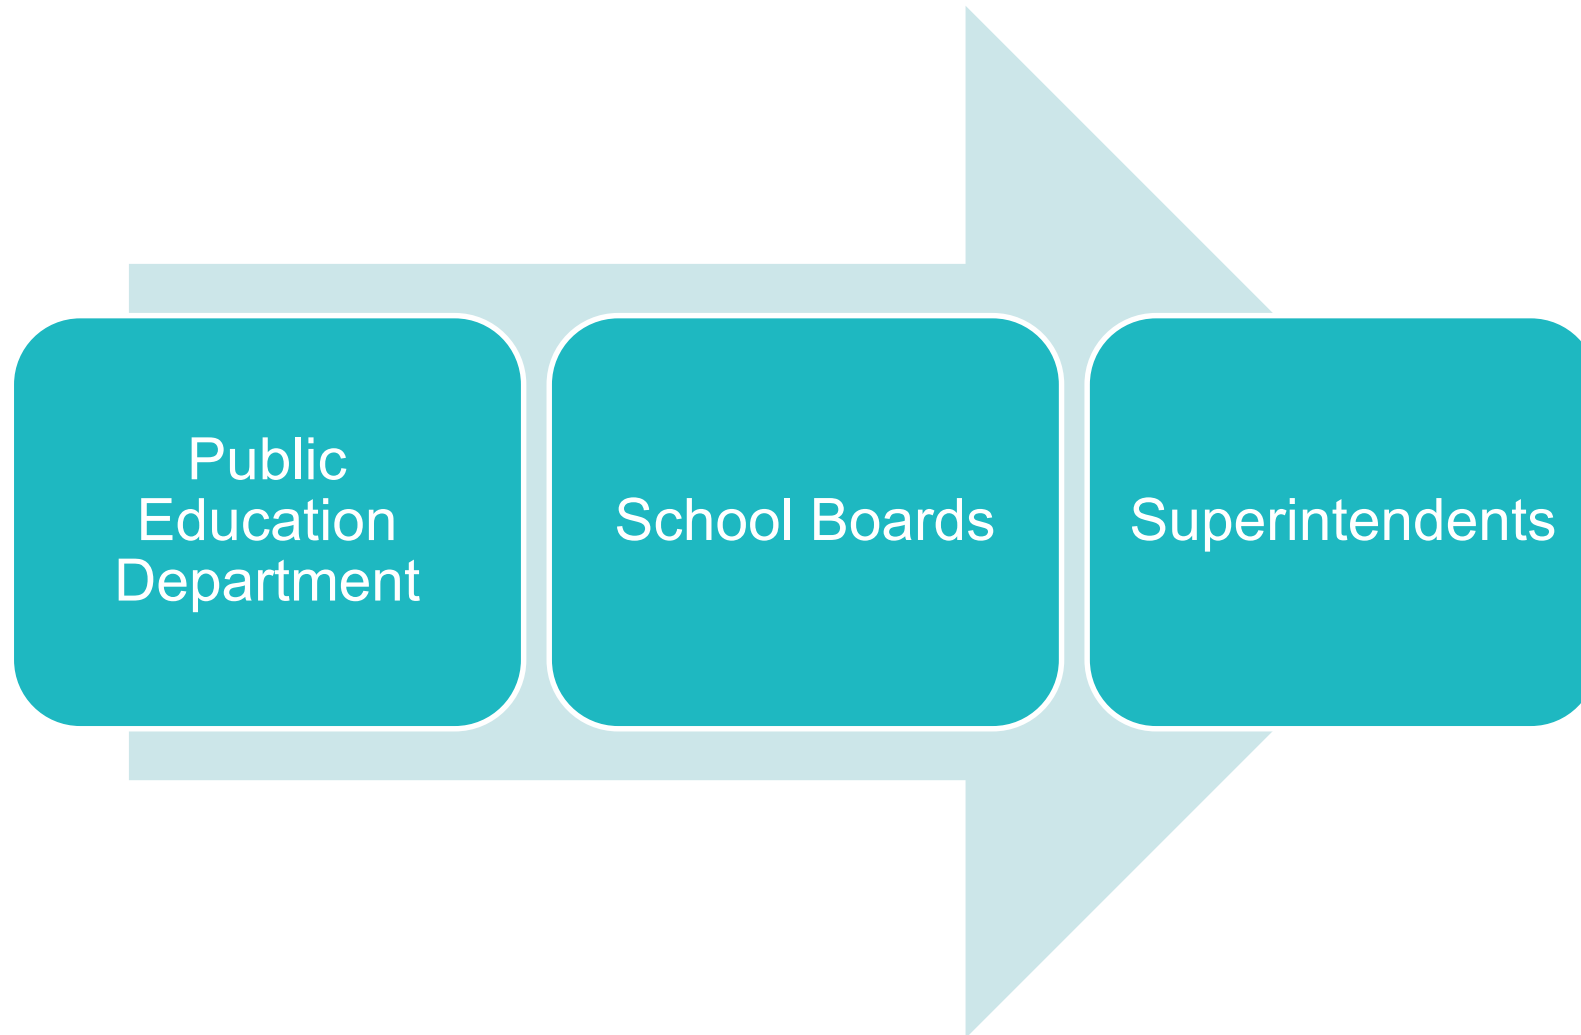 Public
Education
Department
School Boards
Superintendents